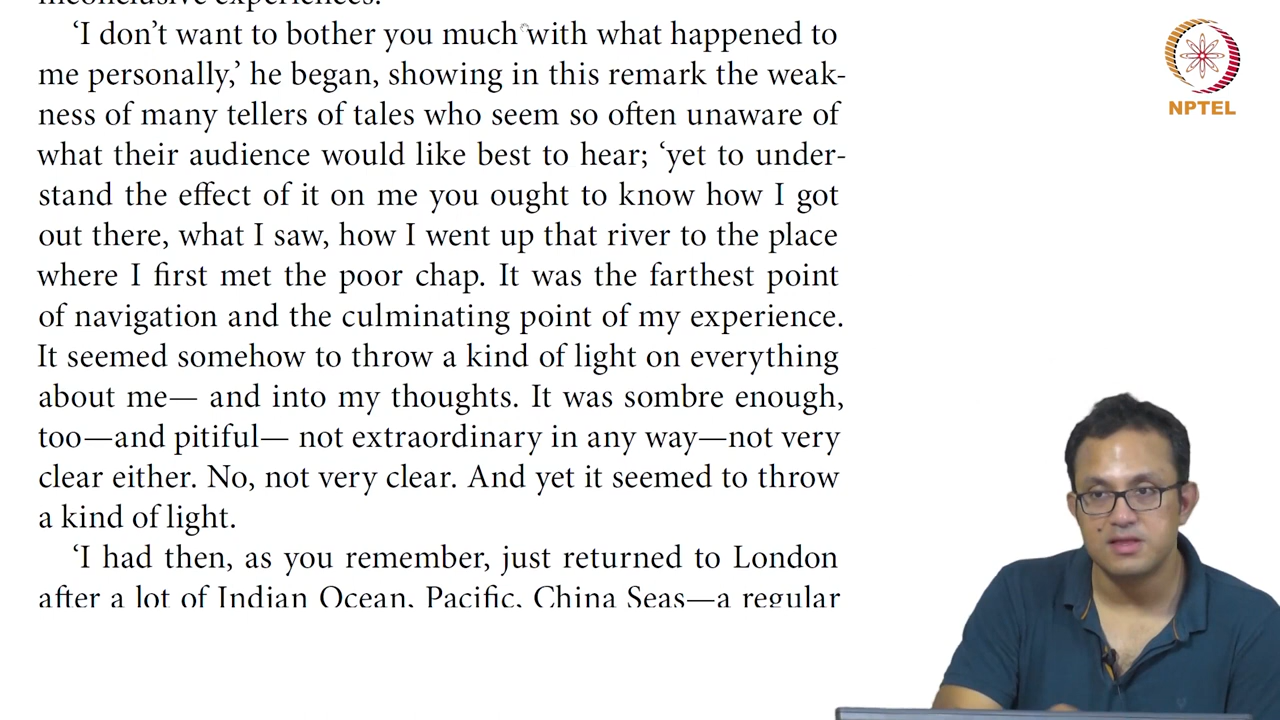 inconclusive experiences.
‘I don’t want to bother you much with what happened to
me personally,’ he began, showing in this remark the weak-
ness of many tellers of tales who seem so often unaware of
what their audience would like best to hear; ‘yet to under-
stand the effect of it on me you ought to know how I got
out there, what I saw, how I went up that river to the place
where I first met the poor chap. It was the farthest point
of navigation and the culminating point of my experience.
It seemed somehow to throw a kind of light on everything
about me— and into my thoughts. It was sombre enough,
too—and pitiful— not extraordinary in any way—not very
clear either. No, not very clear. And yet it seemed to throw
a kind of light.
‘I had then, as you remember, just returned to London
after a lot of Indian Ocean, Pacific, China Seas—a regular
NPTEL